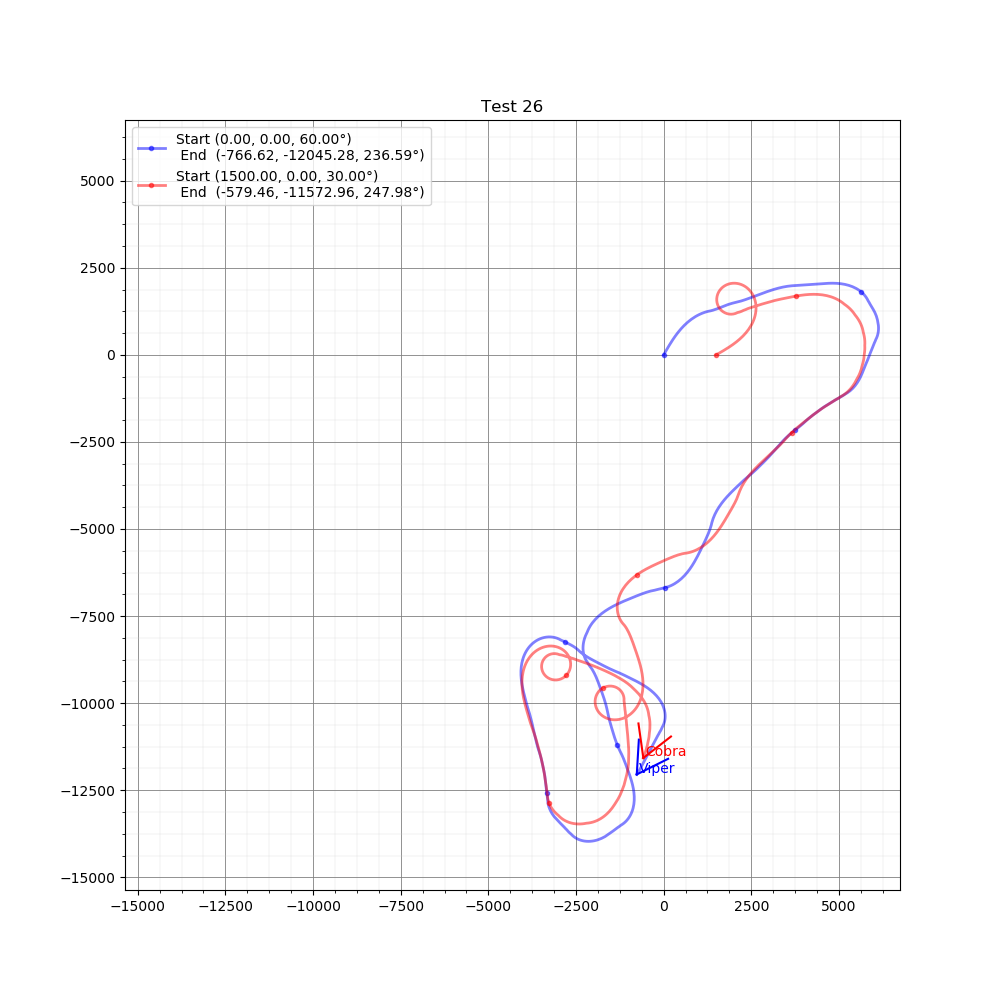 Test 26
Start (0.00, 0.00, 60.00°)
End  (-766.62, -12045.28, 236.59°)
Start (1500.00, 0.00, 30.00°)
End  (-579.46, -11572.96, 247.98°)
5000
2500
0
−2500
−5000
−7500
−10000
−12500
−15000
Cobra
Viper
−15000 −12500 −10000 −7500 −5000 −2500 0 2500 5000